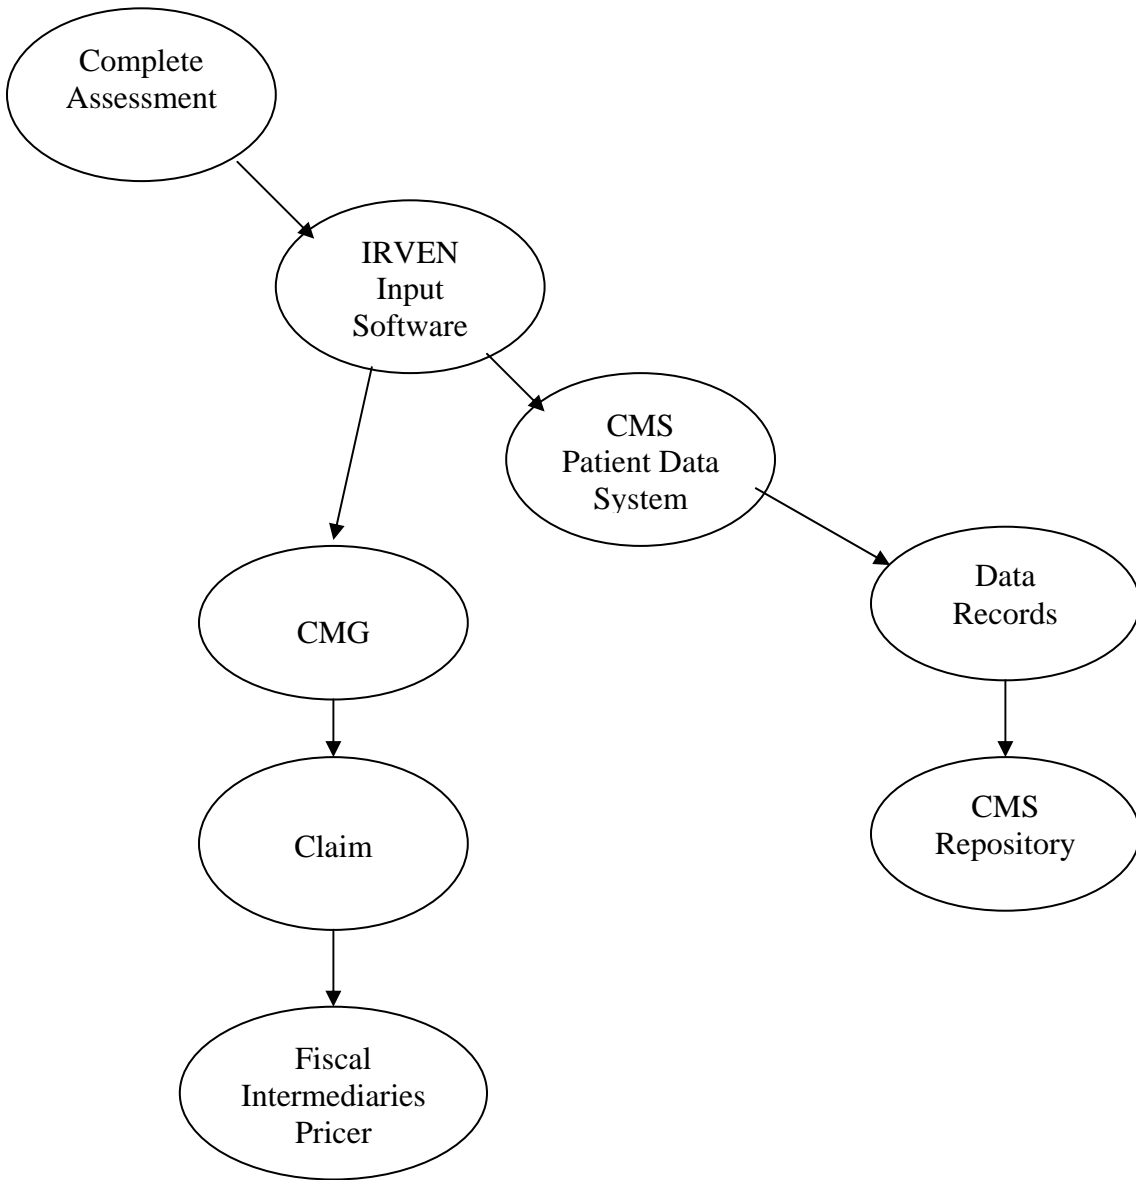 Complete
Assessment
IRVEN
Input
Software
CMS
Patient Data
System
Data
Records
CMG
CMS
Repository
Claim
Fiscal
Intermediaries
Pricer